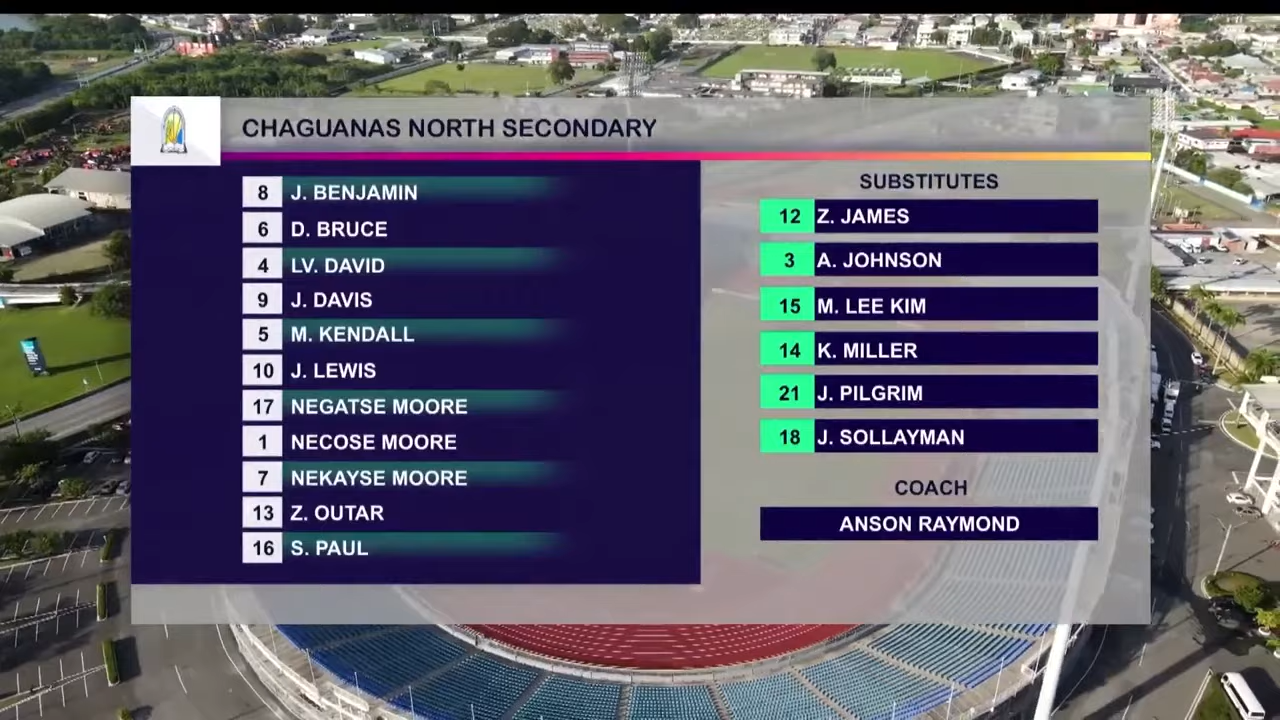 CHAGUANAS NORTH SECONDARY
8 J. BENJAMIN
6 D. BRUCE
4 LV. DAVID
9 J. DAVIS
5 M. KENDALL
10 J. LEWIS
17 NEGATSE MOORE
1 NECOSE MOORE
7 NEKAYSE MOORE
13 Z. OUTAR
16 S. PAUL
SUBSTITUTES
12 Z. JAMES
3 A. JOHNSON
15 M. LEE KIM
14 K. MILLER
21 J. PILGRIM
18 J. SOLLAYMAN
COACH
ANSON RAYMOND